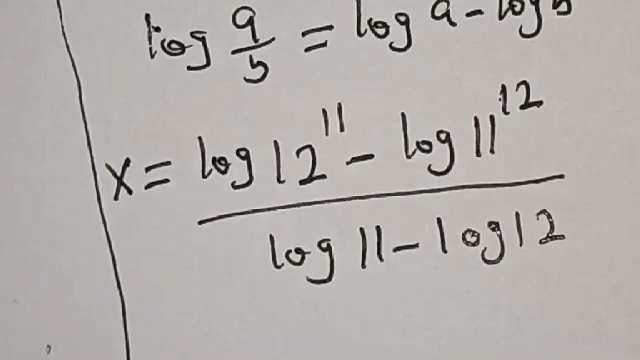 log a/b = log a - log b
x = (log 12^11 - log 11^12) / (log 11 - log 12)